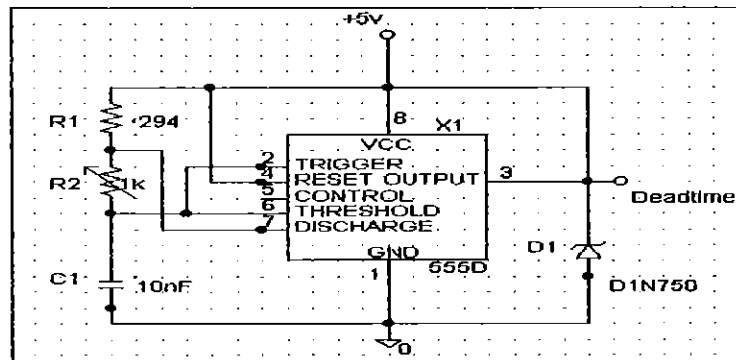 +5v
R1
294
8
X1
VCC
2
TRIGGER
4
RESET OUTPUT
3
5
CONTROL
6
THRESHOLD
7
DISCHARGE
GND
1
555D
R2
1k
Deadtime
D1
D1N750
C1
10nF
0